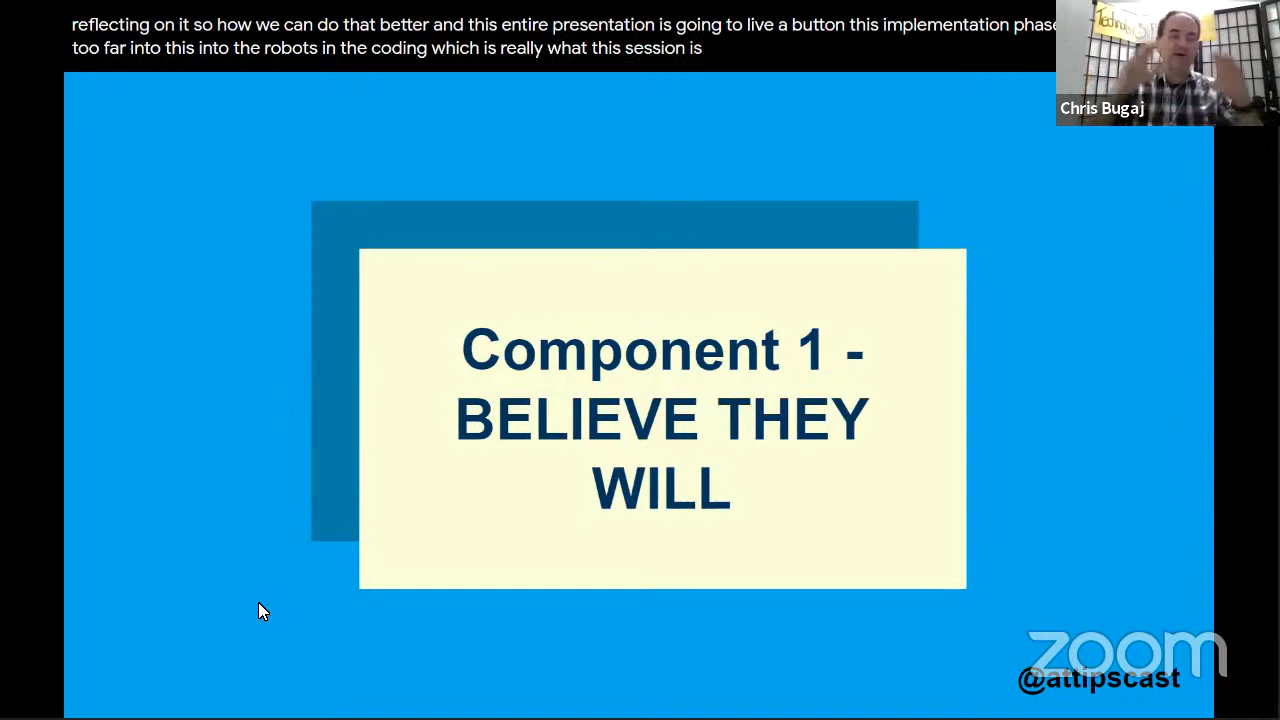 reflecting on it so how we can do that better and this entire presentation is going to live a button this implementation phase
too far into this into the robots in the coding which is really what this session is
Chris Bugaj
Component 1 -
BELIEVE THEY
WILL
zoom
@attipscast